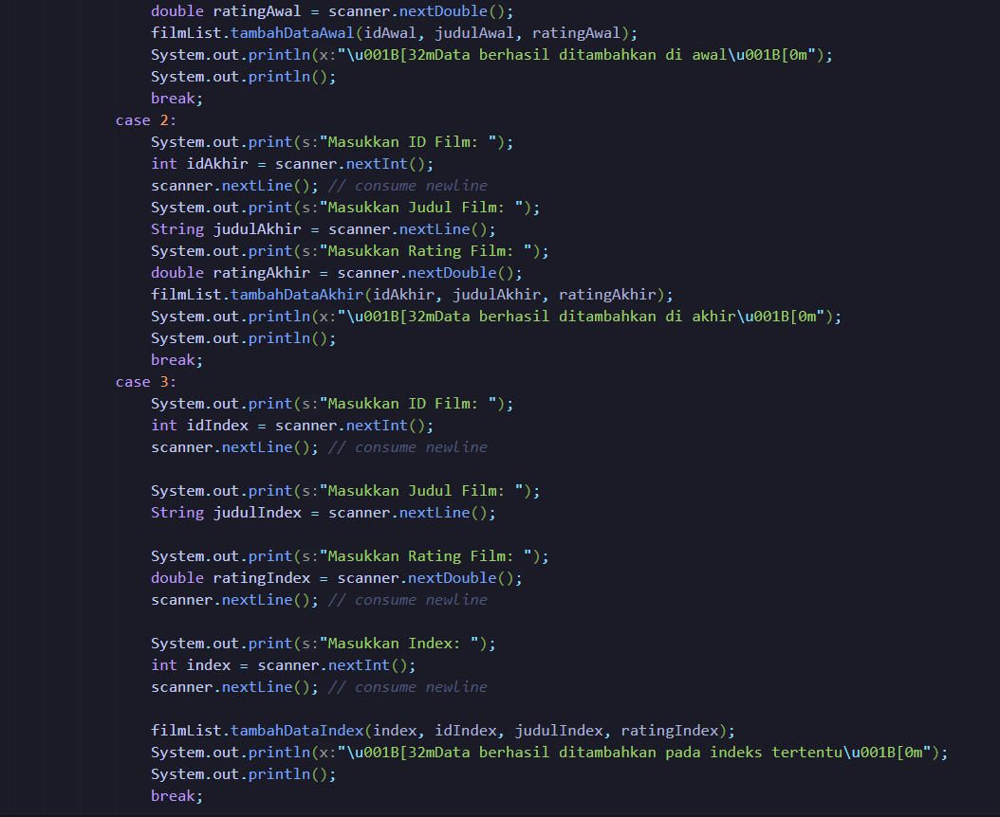 double ratingAwal = scanner.nextDouble();
filmList.tambahDataAwal(idAwal, judulAwal, ratingAwal);
System.out.println(x:"\u001B[32mData berhasil ditambahkan di awal\u001B[0m");
System.out.println();
break;
case 2:
System.out.print(s:"Masukkan ID Film: ");
int idAkhir = scanner.nextInt();
scanner.nextLine(); // consume newline
System.out.print(s:"Masukkan Judul Film: ");
String judulAkhir = scanner.nextLine();
System.out.print(s:"Masukkan Rating Film: ");
double ratingAkhir = scanner.nextDouble();
filmList.tambahDataAkhir(idAkhir, judulAkhir, ratingAkhir);
System.out.println(x:"\u001B[32mData berhasil ditambahkan di akhir\u001B[0m");
System.out.println();
break;
case 3:
System.out.print(s:"Masukkan ID Film: ");
int idIndex = scanner.nextInt();
scanner.nextLine(); // consume newline
System.out.print(s:"Masukkan Judul Film: ");
String judulIndex = scanner.nextLine();
System.out.print(s:"Masukkan Rating Film: ");
double ratingIndex = scanner.nextDouble();
scanner.nextLine(); // consume newline
System.out.print(s:"Masukkan Index: ");
int index = scanner.nextInt();
scanner.nextLine(); // consume newline
filmList.tambahDataIndex(index, idIndex, judulIndex, ratingIndex);
System.out.println(x:"\u001B[32mData berhasil ditambahkan pada indeks tertentu\u001B[0m");
System.out.println();
break;